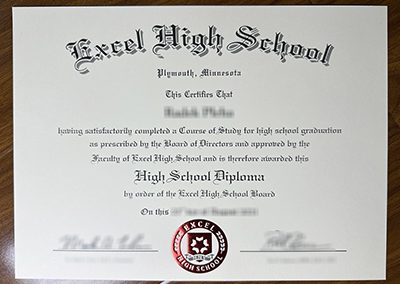 Excel High School
Plymouth, Minnesota
This Certifies That
having satisfactorily completed a Course of Study for high school graduation
as prescribed by the Board of Directors and approved by the
Faculty of Excel High School and is therefore awarded this
High School Diploma
by order of the Excel High School Board
On this
EXCEL
HIGH SCHOOL